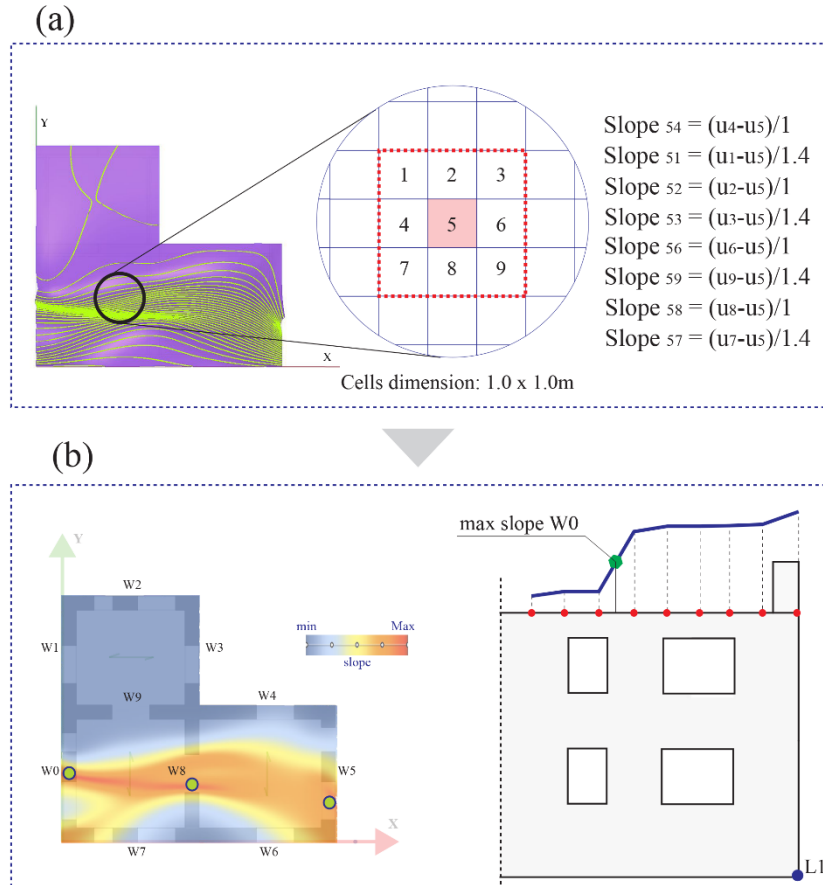 (a)
Y
X
1 2 3
4 5 6
7 8 9
Cells dimension: 1.0 x 1.0m
Slope 54 = (u4-u5)/1
Slope 51 = (u1-u5)/1.4
Slope 52 = (u2-u5)/1
Slope 53 = (u3-u5)/1.4
Slope 56 = (u6-u5)/1
Slope 59 = (u9-u5)/1.4
Slope 58 = (u8-u5)/1
Slope 57 = (u7-u5)/1.4
(b)
Y
W2
min Max
slope
W1
W3
W9
W4
W0
W8
W5
X
W7
W6
max slope W0
L1